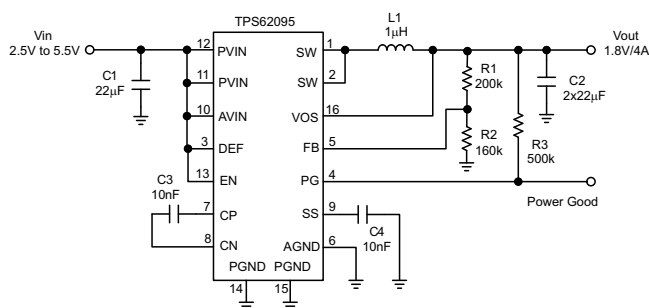 TPS62095
Vin
2.5V to 5.5V
C1
22µF
12
PVIN
11
PVIN
10
AVIN
3
DEF
13
EN
C3
10nF
7
CP
8
CN
SW
1
SW
2
VOS
16
FB
5
PG
4
SS
9
AGND
6
PGND
PGND
14
15
L1
1µH
R1
200k
R2
160k
R3
500k
C2
2x22µF
C4
10nF
Vout
1.8V/4A
Power Good